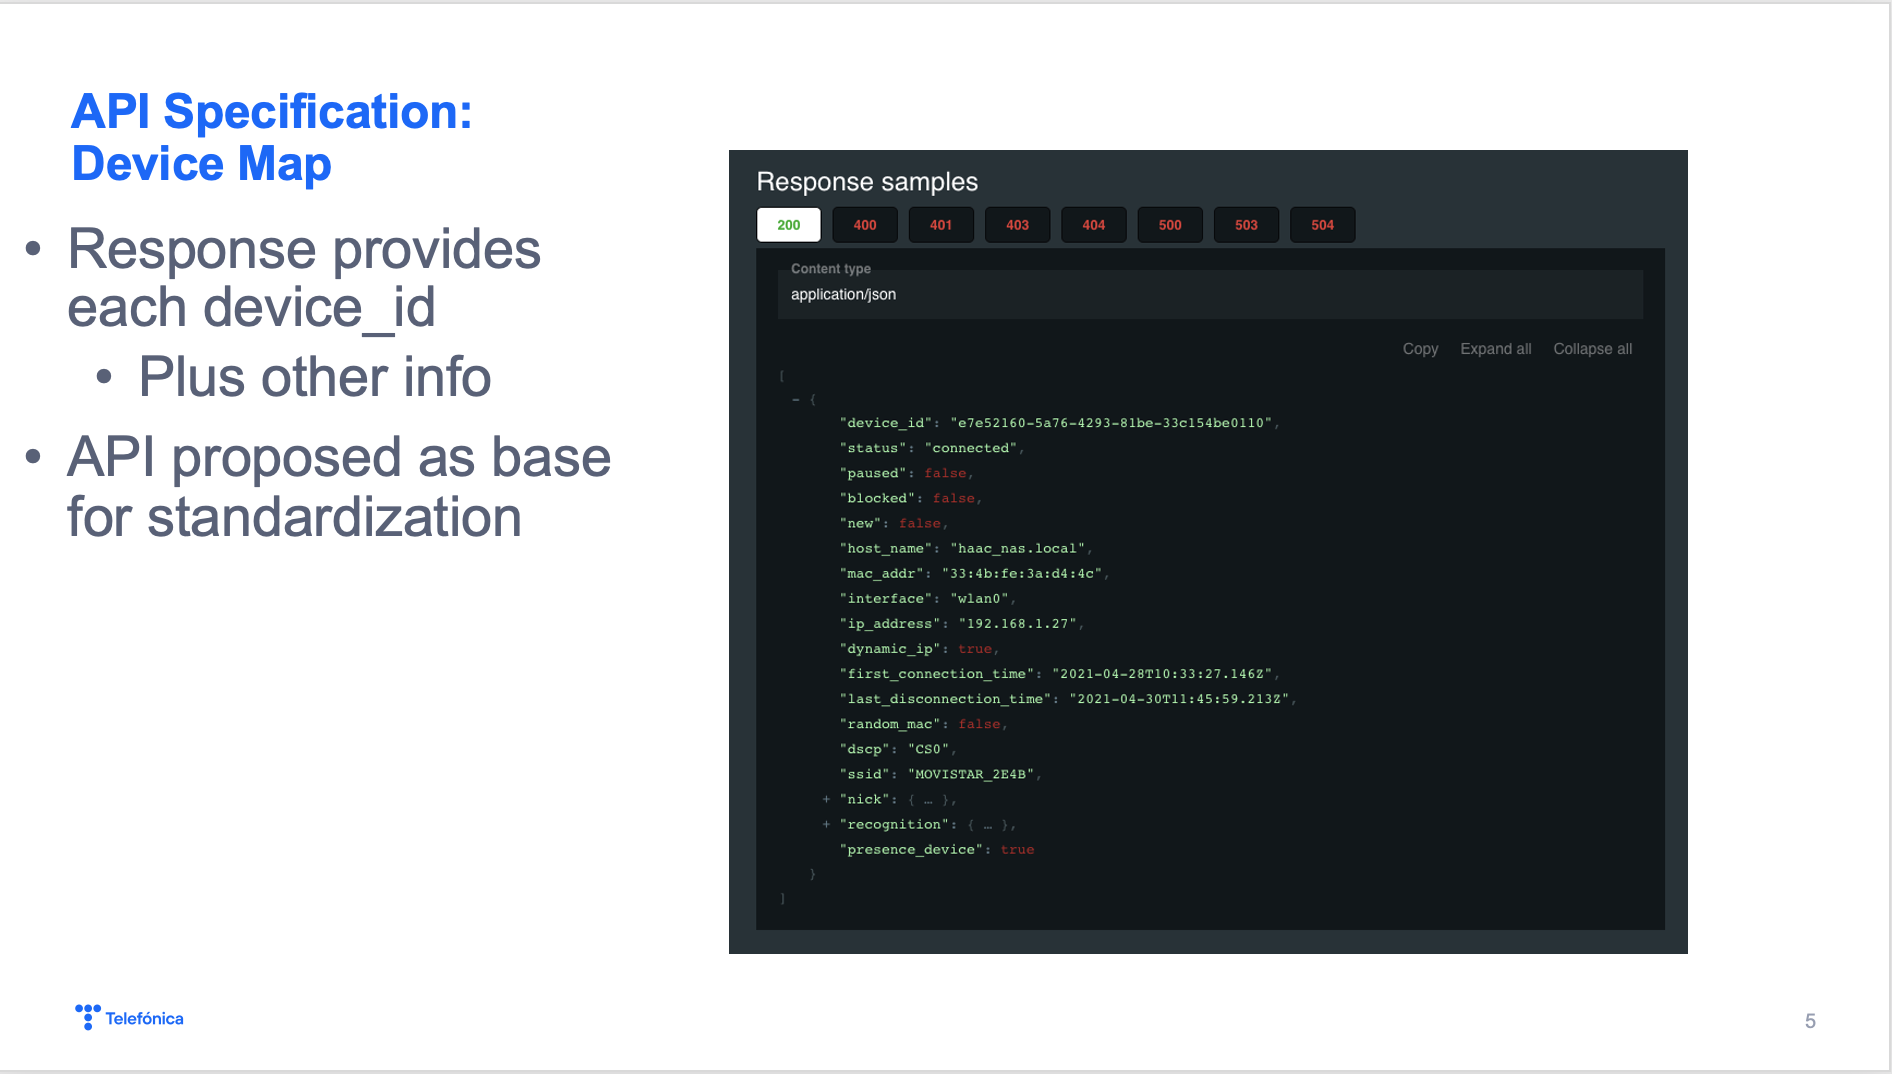 API Specification:
Device Map
• Response provides
each device_id
• Plus other info
• API proposed as base
for standardization
Response samples
200 400 401 403 404 500 503 504
Content type
application/json
Copy Expand all Collapse all
[
− {
"device_id": "e7e52160-5a76-4293-81be-33c154be0110",
"status": "connected",
"paused": false,
"blocked": false,
"new": false,
"host_name": "haac_nas.local",
"mac_addr": "33:4b:fe:3a:d4:4c",
"interface": "wlan0",
"ip_address": "192.168.1.27",
"dynamic_ip": true,
"first_connection_time": "2021-04-28T10:33:27.146Z",
"last_disconnection_time": "2021-04-30T11:45:59.213Z",
"random_mac": false,
"dscp": "CS0",
"ssid": "MOVISTAR_2E4B",
+ "nick": { … },
+ "recognition": { … },
"presence_device": true
}
]
Telefónica
5